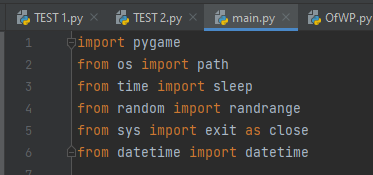 TEST 1.py TEST 2.py main.py OfWP.py
1 import pygame
2 from os import path
3 from time import sleep
4 from random import randrange
5 from sys import exit as close
6 from datetime import datetime
7